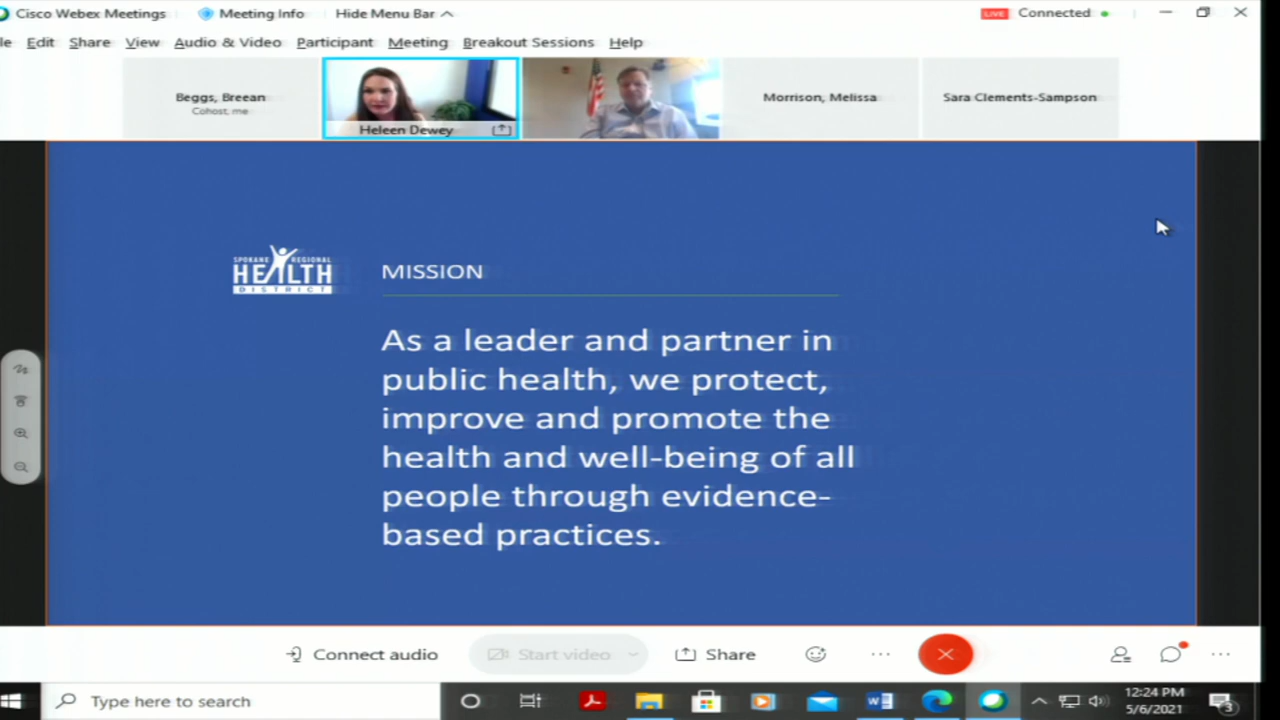 Cisco Webex Meetings
Meeting Info
Hide Menu Bar
LIVE
Connected
le Edit Share View Audio & Video Participant Meeting Breakout Sessions Help
Beggs, Breean
Cohost, me
Heleen Dewey
Morrison, Melissa
Sara Clements-Sampson
SPOKANE REGIONAL
HEALTH
DISTRICT
MISSION
As a leader and partner in
public health, we protect,
improve and promote the
health and well-being of all
people through evidence-
based practices.
Connect audio
Start video
Share
Type here to search
12:24 PM
5/6/2021
3